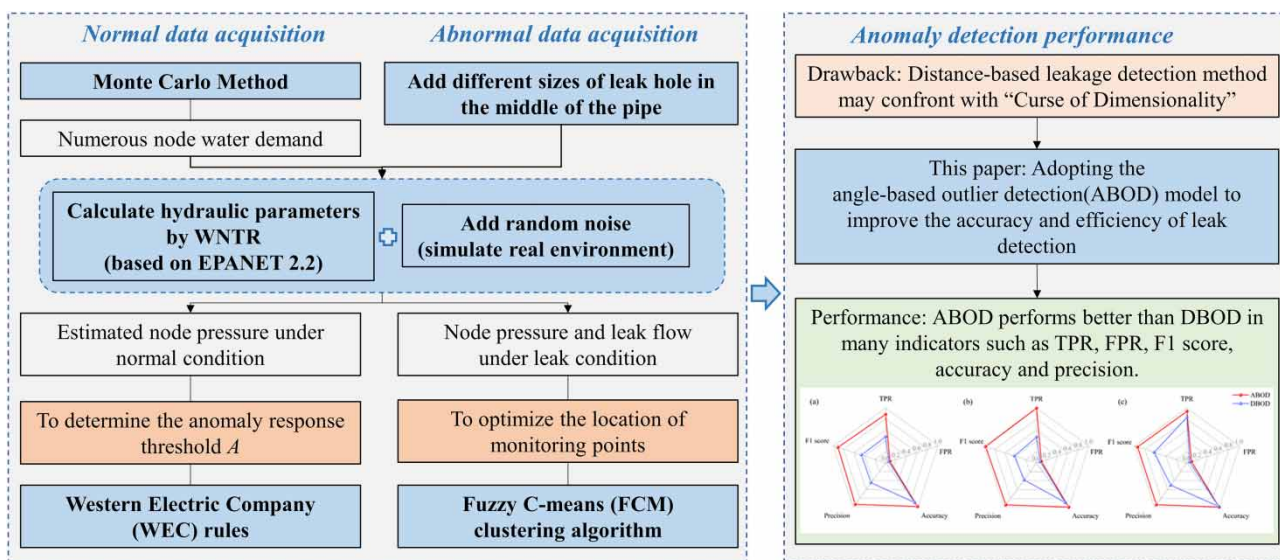 Normal data acquisition
Monte Carlo Method
Numerous node water demand
Abnormal data acquisition
Add different sizes of leak hole in
the middle of the pipe
Calculate hydraulic parameters
by WNTR
(based on EPANET 2.2)
Add random noise
(simulate real environment)
Estimated node pressure under
normal condition
To determine the anomaly response
threshold A
Western Electric Company
(WEC) rules
Node pressure and leak flow
under leak condition
To optimize the location of
monitoring points
Fuzzy C-means (FCM)
clustering algorithm
Anomaly detection performance
Drawback: Distance-based leakage detection method
may confront with “Curse of Dimensionality”
This paper: Adopting the
angle-based outlier detection(ABOD) model to
improve the accuracy and efficiency of leak
detection
Performance: ABOD performs better than DBOD in
many indicators such as TPR, FPR, F1 score,
accuracy and precision.
(a)
TPR
F1 score
FPR
Precision
Accuracy
(b)
TPR
F1 score
FPR
Precision
Accuracy
(c)
TPR
F1 score
FPR
Precision
Accuracy
ABOD
DBOD